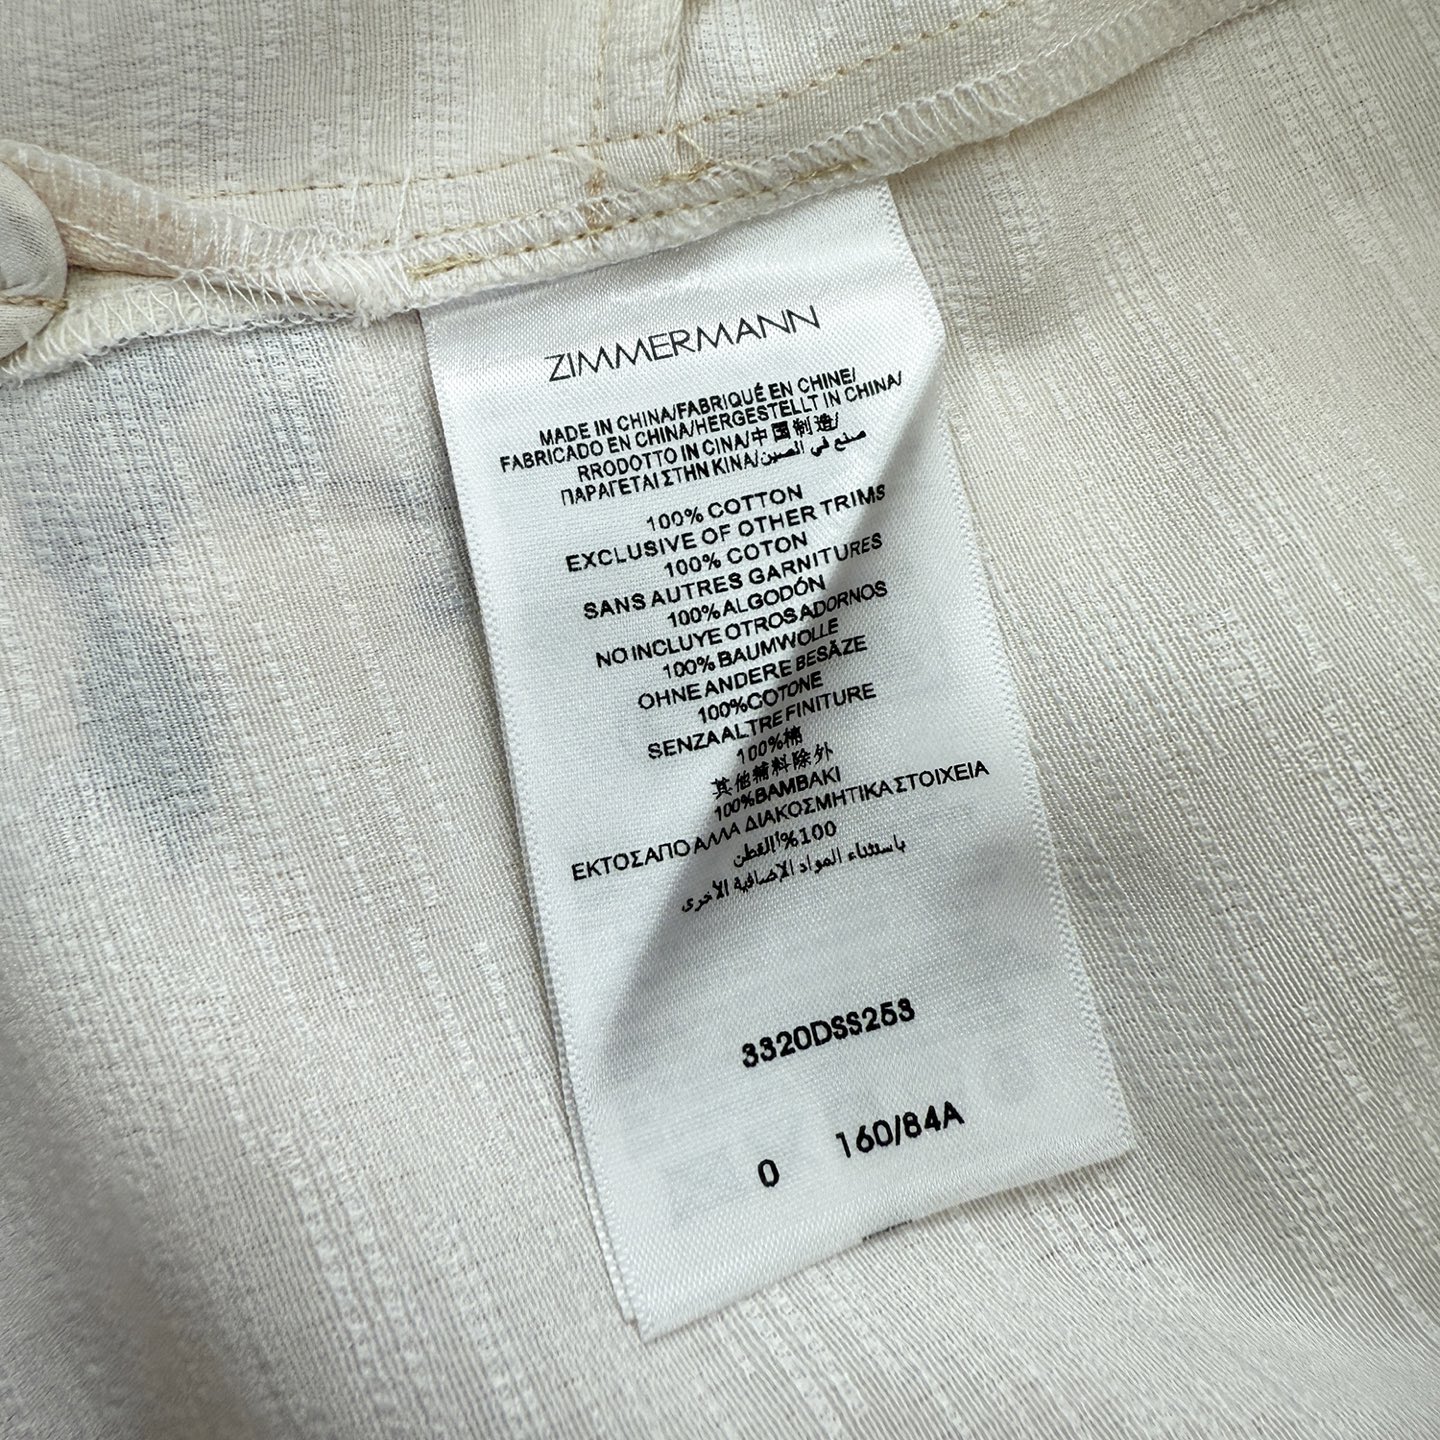 ZIMMERMANN
MADE IN CHINA/FABRIQUÉ EN CHINE/
FABRICADO EN CHINA/HERGESTELLT IN CHINA/
RRODOTTO IN CINA/中国制造/
ΠΑΡΑΓΕΤΑΙ ΣΤΗΝ ΚΙΝΑ/صنع في الصين
100% COTTON
EXCLUSIVE OF OTHER TRIMS
100% COTON
SANS AUTRES GARNITURES
100% ALGODÓN
NO INCLUYE OTROS ADORNOS
100% BAUMWOLLE
OHNE ANDERE BESÄZE
100% COTONE
SENZA ALTRE FINITURE
100%棉
其他辅料除外
100%ΒΑΜΒΑΚΙ
ΕΚΤΟΣ ΑΠΟ ΑΛΛΑ ΔΙΑΚΟΣΜΗΤΙΚΑ ΣΤΟΙΧΕΙΑ
100%القطن
باستثناء المواد الإضافية الأخرى
3320DSS253
0 160/84A